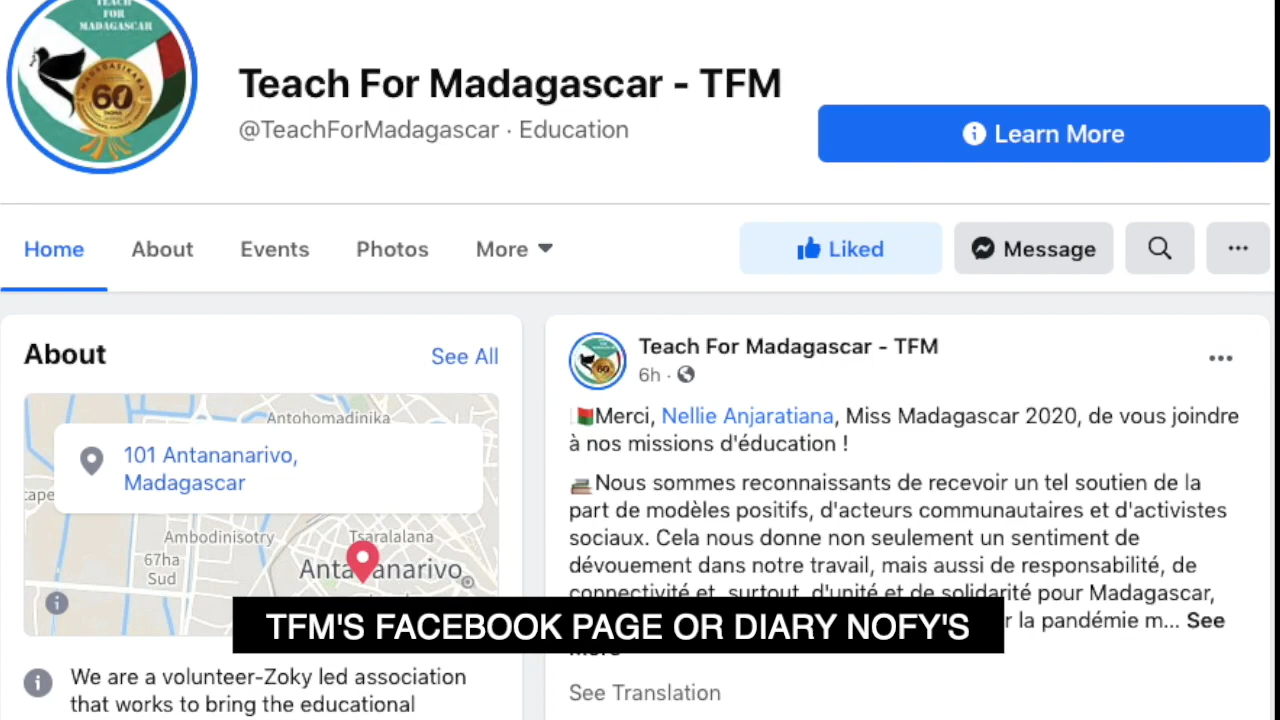 TEACH
FOR
MADAGASCAR
60
Teach For Madagascar - TFM
@TeachForMadagascar · Education
Learn More
Home
About
Events
Photos
More
Liked
Message
About
See All
Antohomadinika
101 Antananarivo,
Madagascar
Ambodinisotry
Tsaralalana
67ha
Sud
Antananarivo
We are a volunteer-Zoky led association
that works to bring the educational
Teach For Madagascar - TFM
6h ·
Merci, Nellie Anjaratiana, Miss Madagascar 2020, de vous joindre
à nos missions d'éducation !
Nous sommes reconnaissants de recevoir un tel soutien de la
part de modèles positifs, d'acteurs communautaires et d'activistes
sociaux. Cela nous donne non seulement un sentiment de
dévouement dans notre travail, mais aussi de responsabilité, de
connectivité et, surtout, d'unité et de solidarité pour Madagascar,
la pandémie m... See
See Translation
TFM'S FACEBOOK PAGE OR DIARY NOFY'S